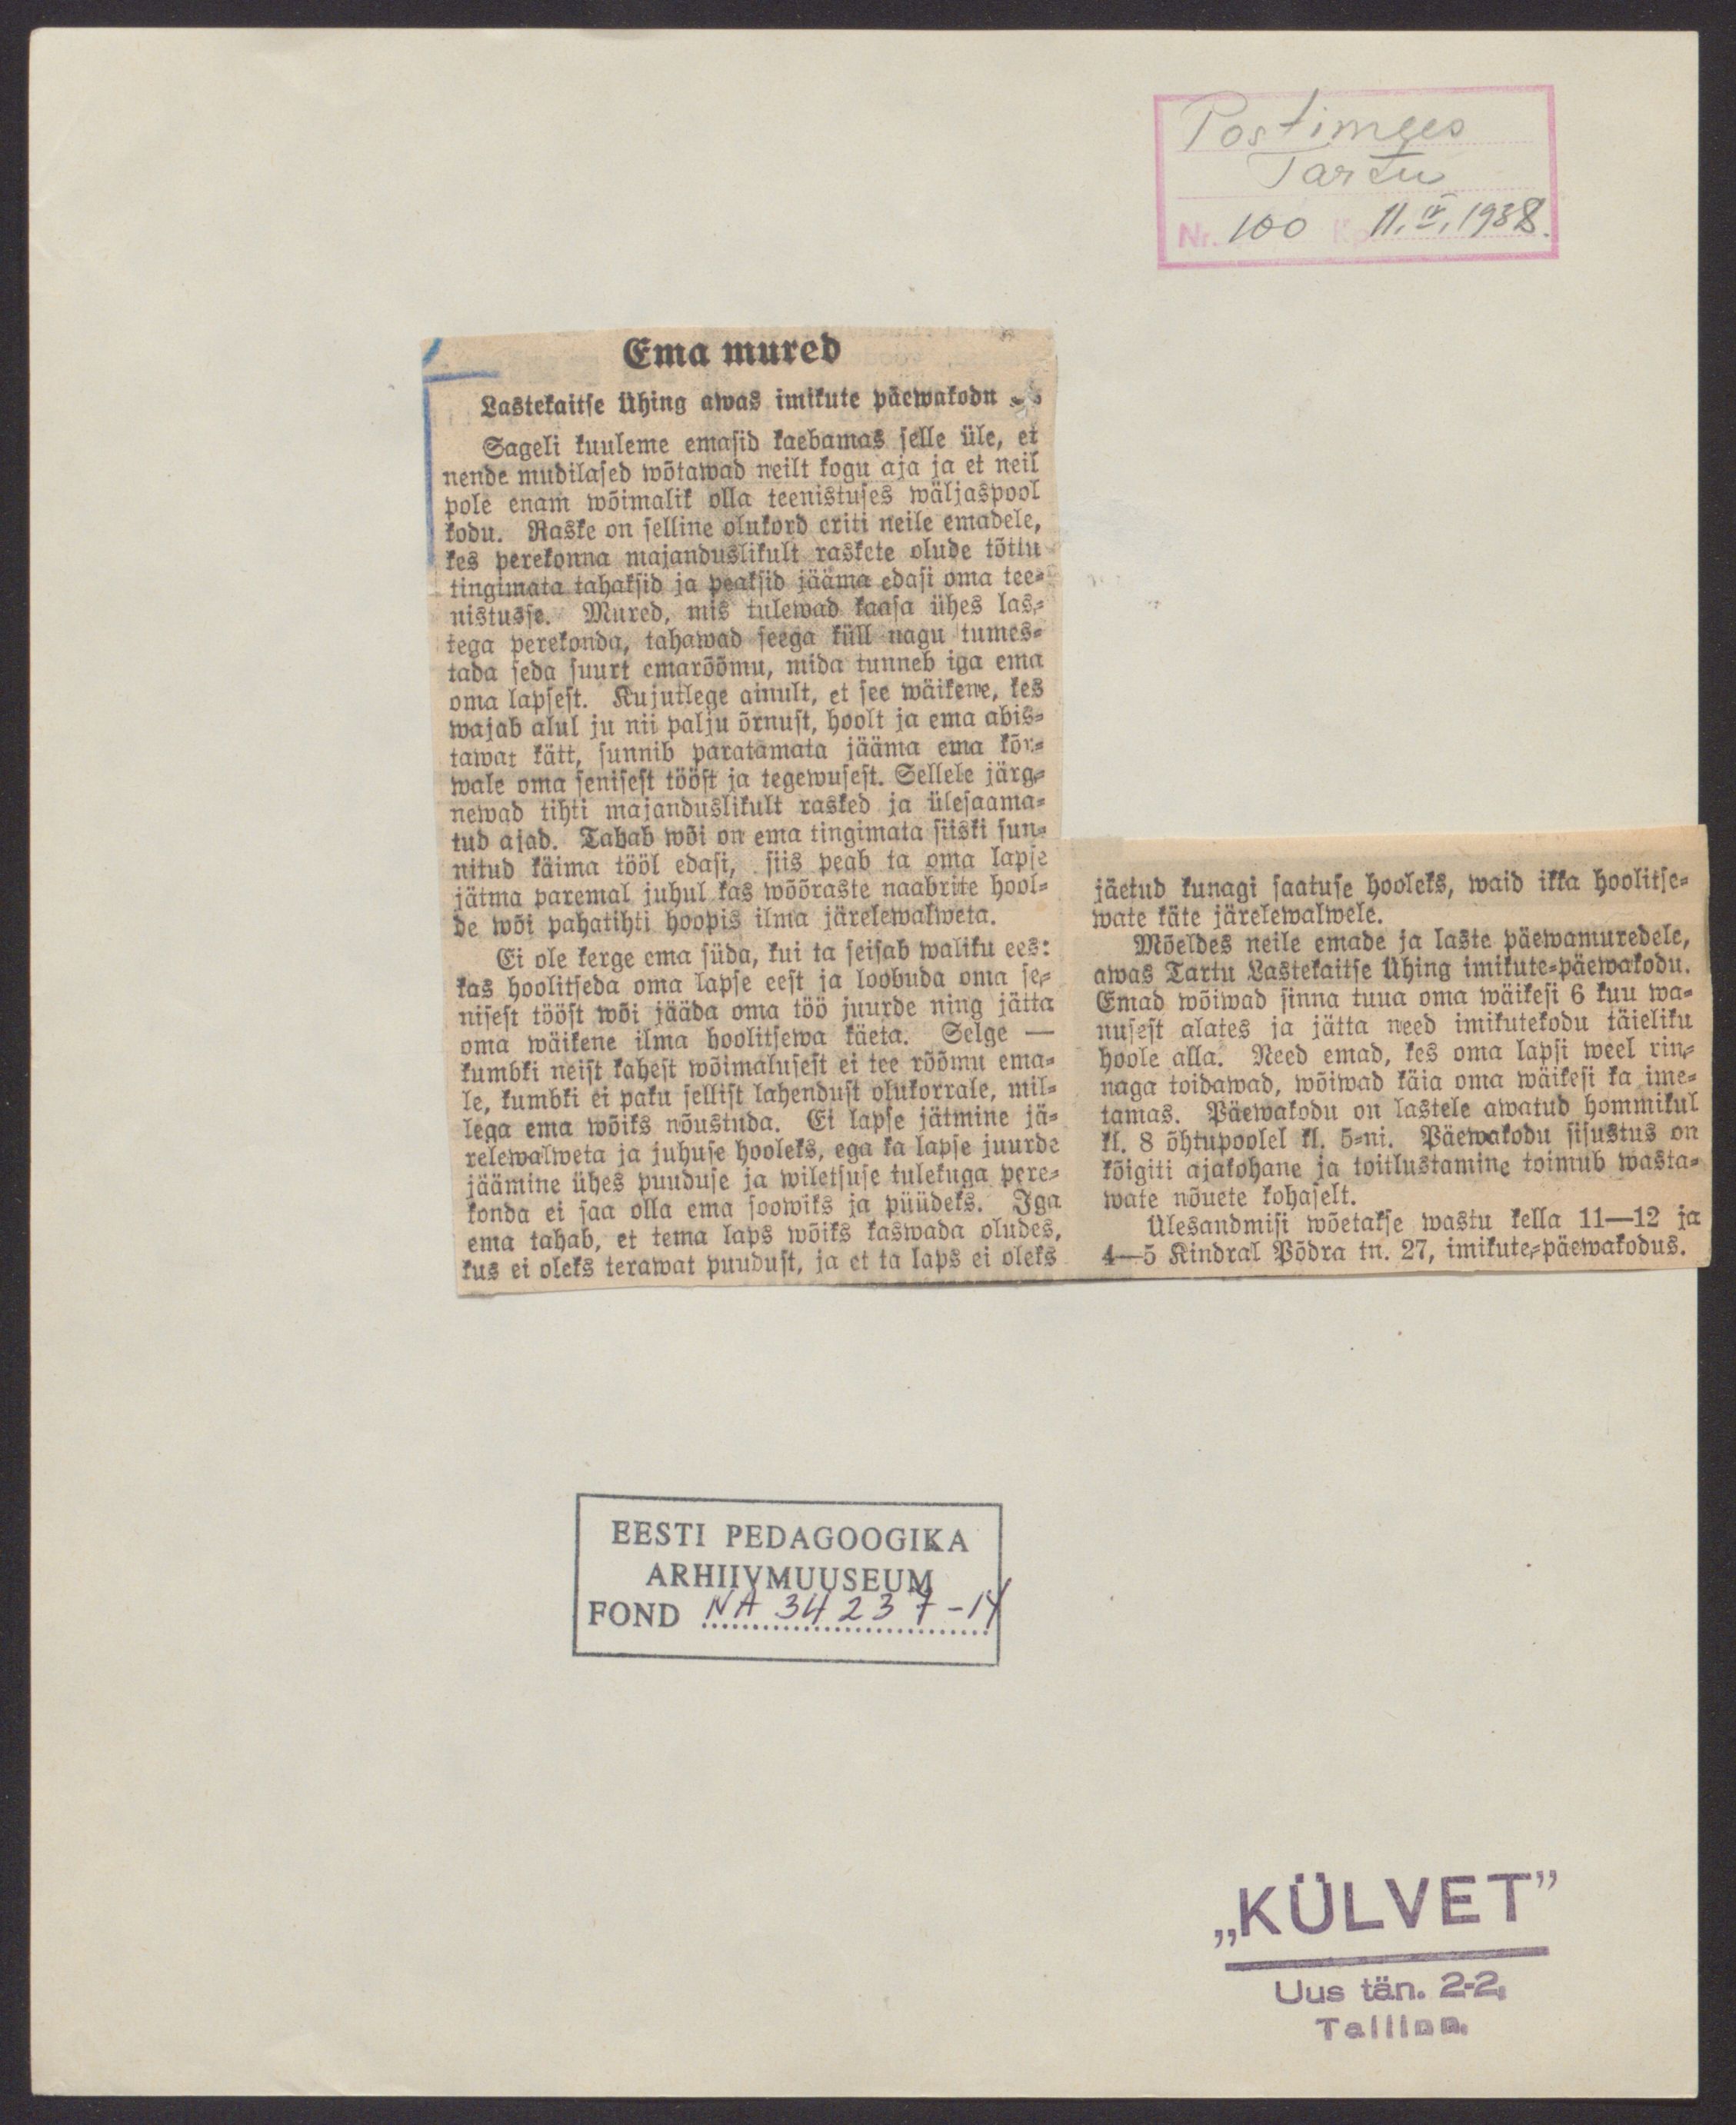 Postimees
Tartu
Nr. 100 Kp. 11. IV. 1938.
Ema mured
Lastekaitse Ühing awas imikute päewakodu
Sageli kuuleme emasid kaebamas selle üle, et
nende mudilased wõtawad neilt kogu aja ja et neil
pole enam wõimalik olla teenistuses wäljaspool
kodu. Raske on selline olukord eriti neile emadele,
kes perekonna majanduslikult raskete olude tõttu
tingimata tahaksid ja peaksid jääma edasi oma tee-
nistusse. Mured, mis tulewad kaasa ühes las-
tega perekonda, tahawad seega küll nagu tumes-
tada seda suurt emarõõmu, mida tunneb iga ema
oma lapsest. Kujutlege ainult, et see wäikene, kes
wajab alul ju nii palju õrnust, hoolt ja ema abis-
tawat kätt, sunnib paratamata jääma ema kõr-
wale oma senisest tööst ja tegewusest. Sellele järg-
newad tihti majanduslikult rasked ja ülesaama-
tud ajad. Tahab wõi on ema tingimata siiski sun-
nitud käima tööl edasi, siis peab ta oma lapse
jätma paremal juhul kas wõõraste naabrite hool-
de wõi pahatihti hoopis ilma järelewalweta.
Ei ole kerge ema süda, kui ta seisab waliku ees:
kas hoolitseda oma lapse eest ja loobuda oma se-
nisest tööst wõi jääda oma töö juurde ning jätta
oma wäikene ilma hoolitsewa käeta. Selge —
kumbki neist kahest wõimalusest ei tee rõõmu ema-
le, kumbki ei paku sellist lahendust olukorrale, mil-
lega ema wõiks nõustuda. Ei lapse jätmine jä-
relewalweta ja juhuse hooleks, ega ka lapse juurde
jäämine ühes puuduse ja wiletsuse tulekuga pere-
konda ei saa olla ema soowiks ja püüdeks. Iga
ema tahab, et tema laps wõiks kaswada oludes,
kus ei oleks terawat puudust, ja et ta laps ei oleks
jäetud kunagi saatuse hooleks, waid ikka hoolitse-
wate käte järelewalwele.
Mõeldes neile emade ja laste päewamuredele,
awas Tartu Lastekaitse Ühing imikute-päewakodu.
Emad wõiwad sinna tuua oma wäikesi 6 kuu wa-
nusest alates ja jätta need imikutekodu täieliku
hoole alla. Need emad, kes oma lapsi weel rin-
naga toidawad, wõiwad käia oma wäikesi ka ime-
tamas. Päewakodu on lastele awatud hommikul
kl. 8 õhtupoolel kl. 5-ni. Päewakodu sisustus on
kõigiti ajakohane ja toitlustamine toimub wasta-
wate nõuete kohaselt.
Ülesandmisi wõetakse wastu kella 11—12 ja
4—5 Kindral Põdra tn. 27, imikute-päewakodus.
EESTI PEDAGOOGIKA
ARHIIVMUUSEUM
FOND NA 34237-14
„KÜLVET”
Uus tän. 2-2,
Tallinn.